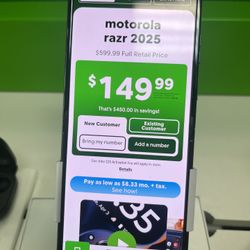 motorola
razr 2025
$599.99 Full Retail Price
$149.99
That's $450.00 in savings!
New Customer
Existing
Customer
Bring my number
Add a number
Details
Pay as low as $8.33 mo. + tax.
See how!